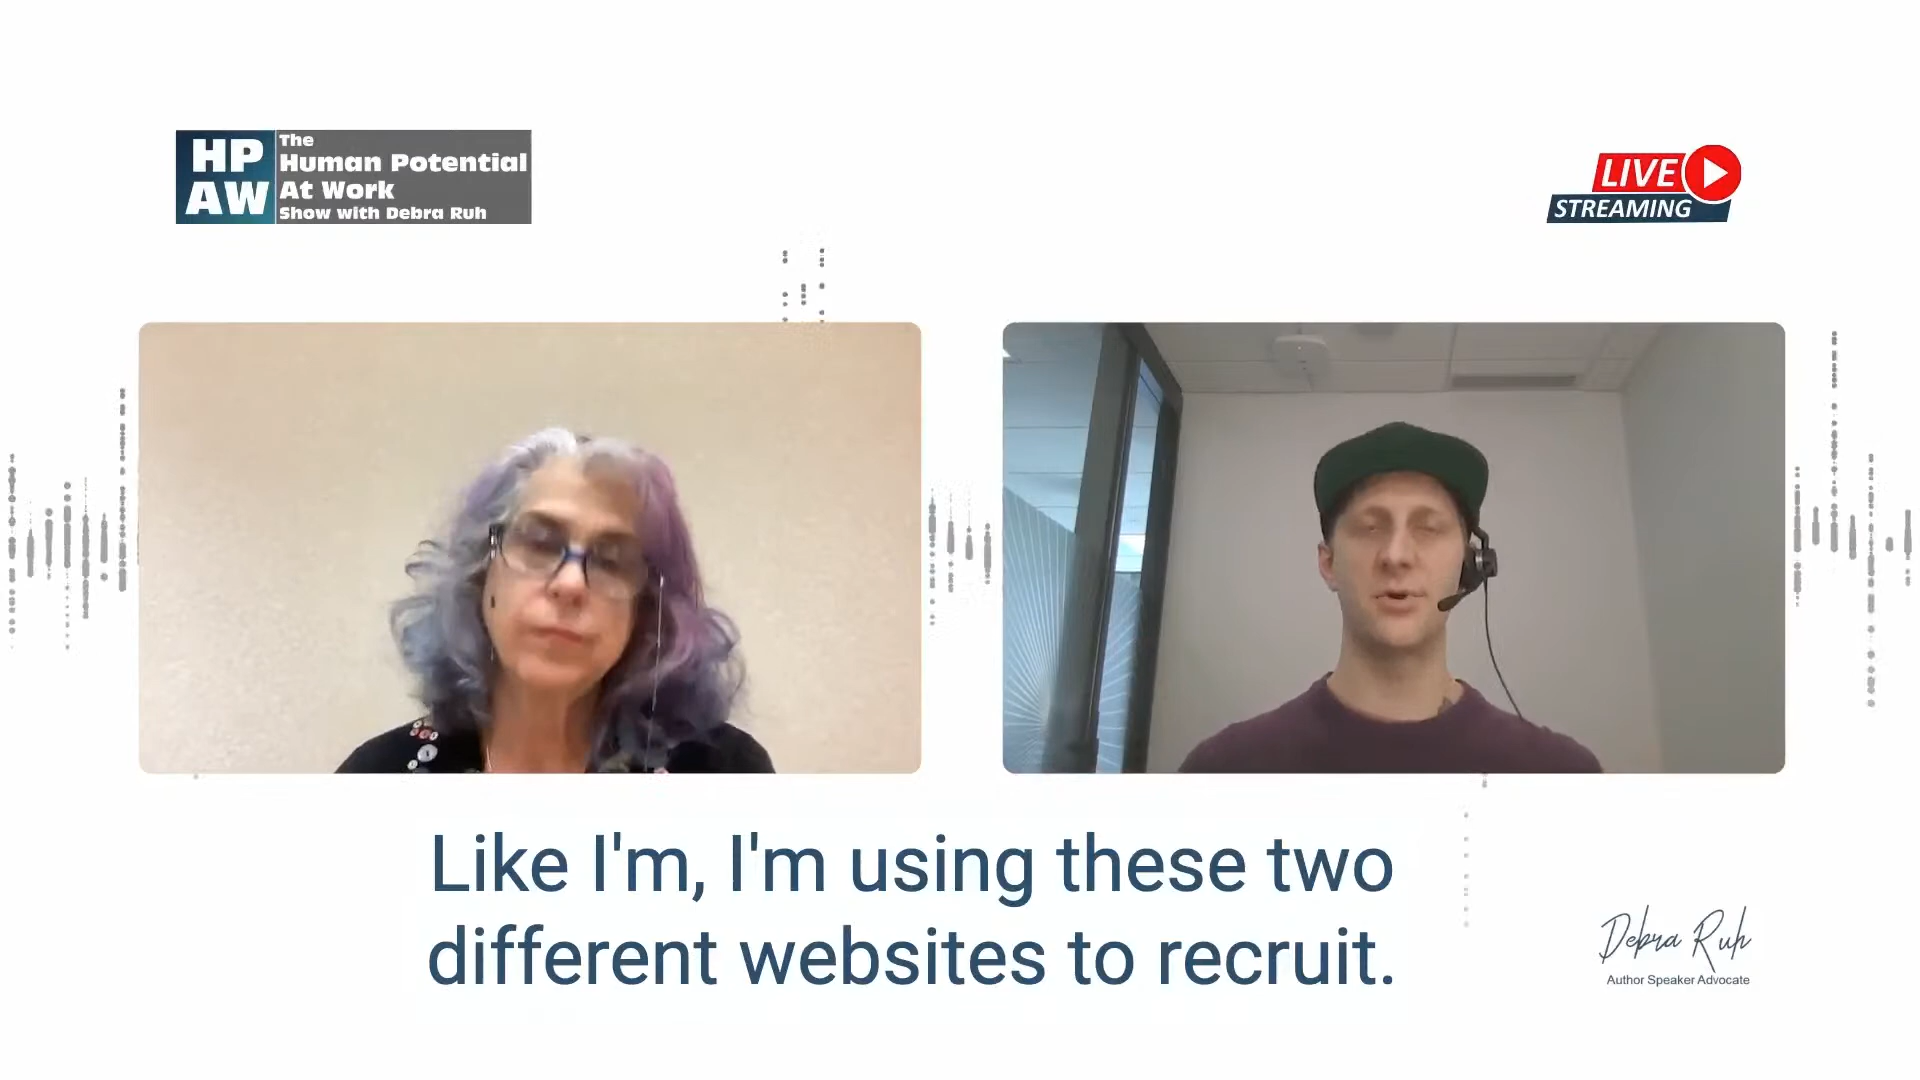 HP
AW
The
Human Potential
At Work
Show with Debra Ruh
LIVE
STREAMING
Like I'm, I'm using these two
different websites to recruit.
Debra Ruh
Author Speaker Advocate